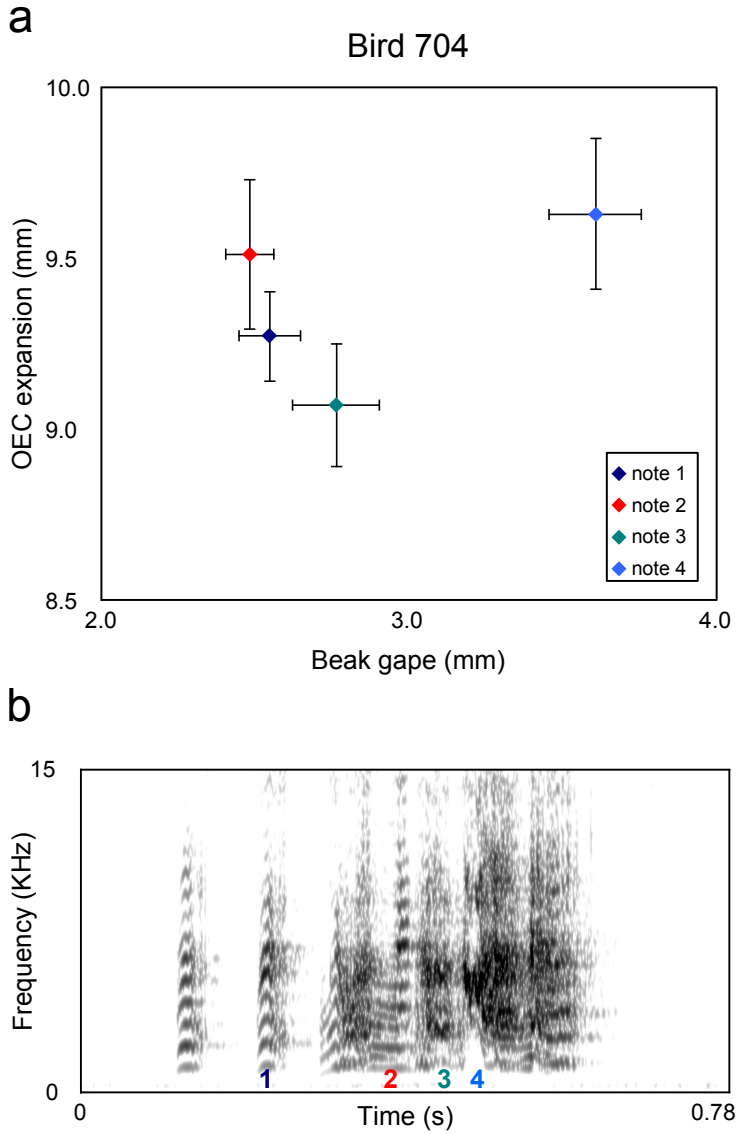 a
Bird 704
10.0
9.5
9.0
8.5
OEC expansion (mm)
note 1
note 2
note 3
note 4
2.0 3.0 4.0
Beak gape (mm)
b
15
Frequency (KHz)
0
1 2 3 4
0 Time (s) 0.78